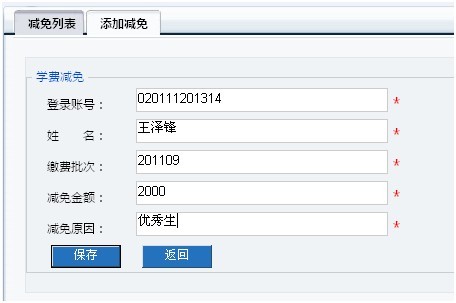 减免列表 添加减免
学费减免
登录账号： 020111201314 *
姓　　名： 王泽锋 *
缴费批次： 201109 *
减免金额： 2000 *
减免原因： 优秀生 *
保存 返回